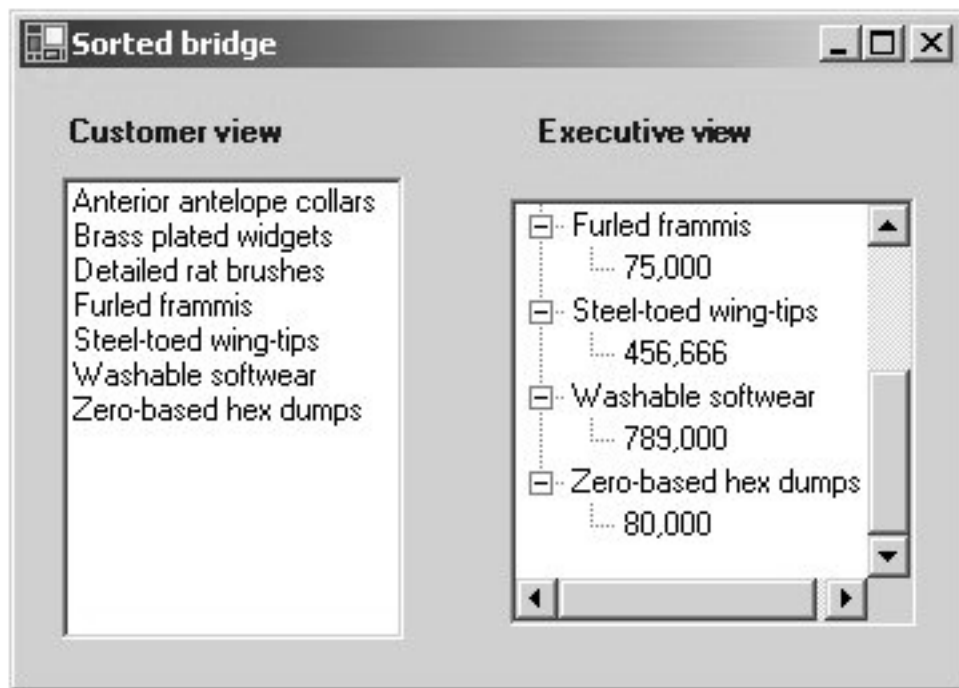 Sorted bridge
Customer view
Anterior antelope collars
Brass plated widgets
Detailed rat brushes
Furled frammis
Steel-toed wing-tips
Washable softwear
Zero-based hex dumps
Executive view
Furled frammis
75,000
Steel-toed wing-tips
456,666
Washable softwear
789,000
Zero-based hex dumps
80,000